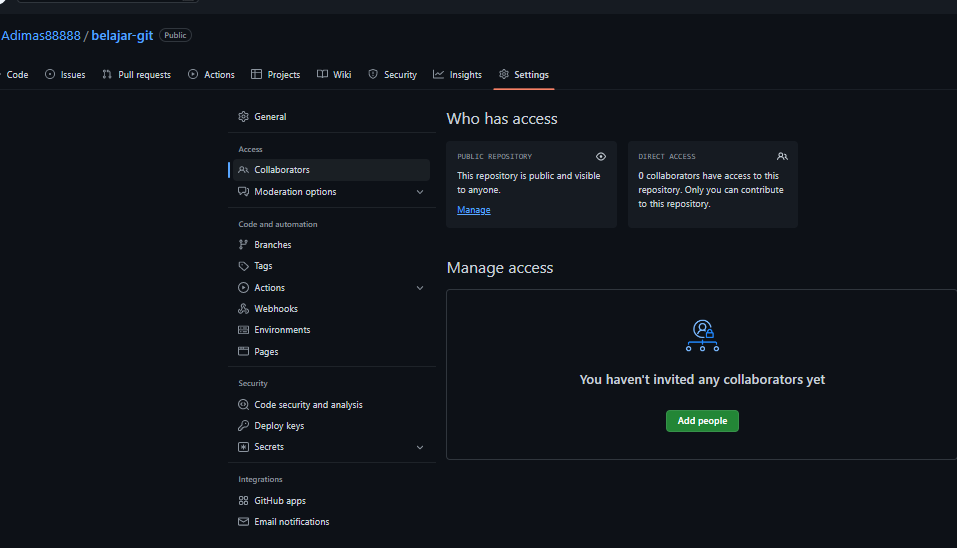 Adimas88888 / belajar-git Public
Code Issues Pull requests Actions Projects Wiki Security Insights Settings
General
Access
Collaborators
Moderation options
Code and automation
Branches
Tags
Actions
Webhooks
Environments
Pages
Security
Code security and analysis
Deploy keys
Secrets
Integrations
GitHub apps
Email notifications
Who has access
PUBLIC REPOSITORY
This repository is public and visible
to anyone.
Manage
DIRECT ACCESS
0 collaborators have access to this
repository. Only you can contribute
to this repository.
Manage access
You haven't invited any collaborators yet
Add people